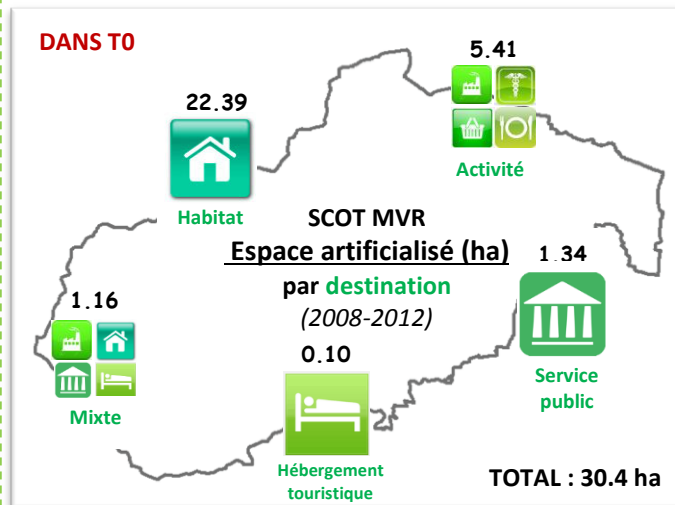 DANS T0
5.41
22.39
Activité
Habitat
SCOT MVR
Espace artificialisé (ha)
par destination
(2008-2012)
1.34
1.16
0.10
Mixte
Service
public
Hébergement
touristique
TOTAL : 30.4 ha